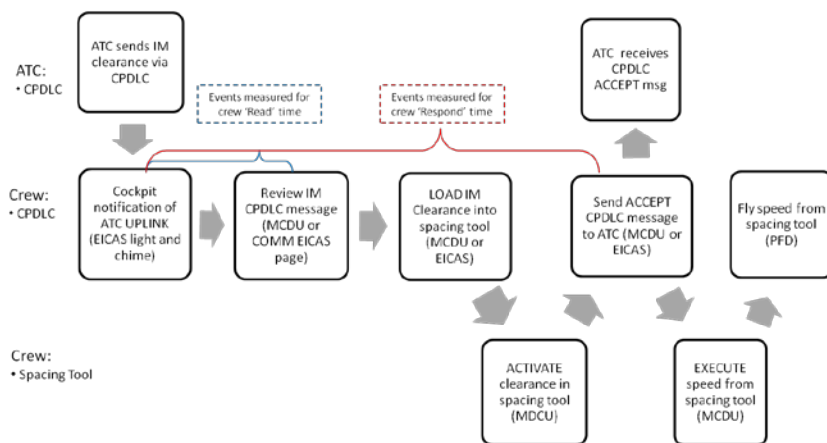 ATC:
• CPDLC
ATC sends IM
clearance via
CPDLC
Events measured for
crew 'Read' time
Events measured for
crew 'Respond' time
ATC receives
CPDLC
ACCEPT msg
Crew:
• CPDLC
Cockpit
notification of
ATC UPLINK
(EICAS light and
chime)
Review IM
CPDLC message
(MCDU or
COMM EICAS
page)
LOAD IM
Clearance into
spacing tool
(MCDU or
EICAS)
Send ACCEPT
CPDLC message
to ATC (MCDU or
EICAS)
Fly speed from
spacing tool
(PFD)
Crew:
• Spacing Tool
ACTIVATE
clearance in
spacing tool
(MDCU)
EXECUTE
speed from
spacing tool
(MCDU)